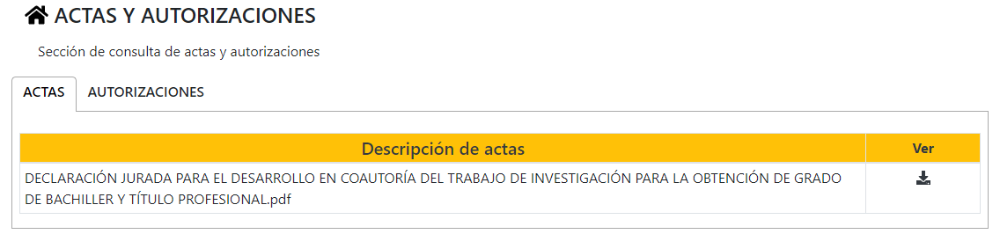 ACTAS Y AUTORIZACIONES
Sección de consulta de actas y autorizaciones
ACTAS
AUTORIZACIONES
Descripción de actas
Ver
DECLARACIÓN JURADA PARA EL DESARROLLO EN COAUTORÍA DEL TRABAJO DE INVESTIGACIÓN PARA LA OBTENCIÓN DE GRADO
DE BACHILLER Y TÍTULO PROFESIONAL.pdf